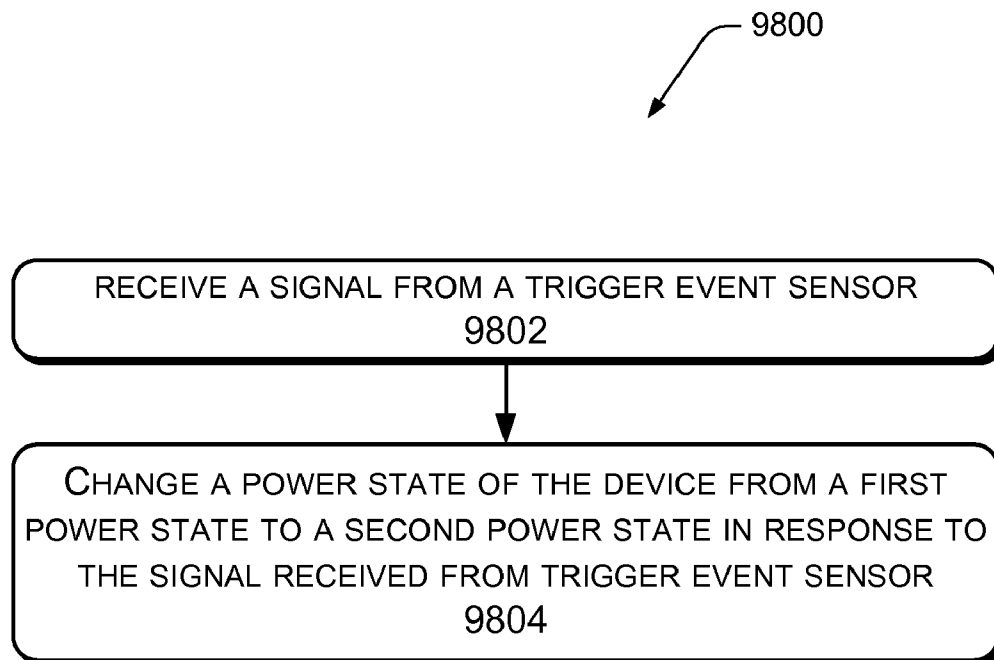 9800
RECEIVE A SIGNAL FROM A TRIGGER EVENT SENSOR
9802
CHANGE A POWER STATE OF THE DEVICE FROM A FIRST
POWER STATE TO A SECOND POWER STATE IN RESPONSE TO
THE SIGNAL RECEIVED FROM TRIGGER EVENT SENSOR
9804